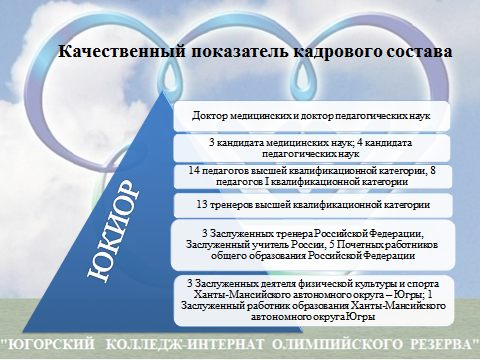 Качественный показатель кадрового состава
Доктор медицинских и доктор педагогических наук
3 кандидата медицинских наук; 4 кандидата
педагогических наук
14 педагогов высшей квалификационной категории, 8
педагогов I квалификационной категории
13 тренеров высшей квалификационной категории
3 Заслуженных тренера Российской Федерации,
Заслуженный учитель России, 5 Почетных работников
общего образования Российской Федерации
3 Заслуженных деятеля физической культуры и спорта
Ханты-Мансийского автономного округа – Югры; 1
Заслуженный работник образования Ханты-Мансийского
автономного округа Югры
ЮКИОР
"ЮГОРСКИЙ КОЛЛЕДЖ-ИНТЕРНАТ ОЛИМПИЙСКОГО РЕЗЕРВА"